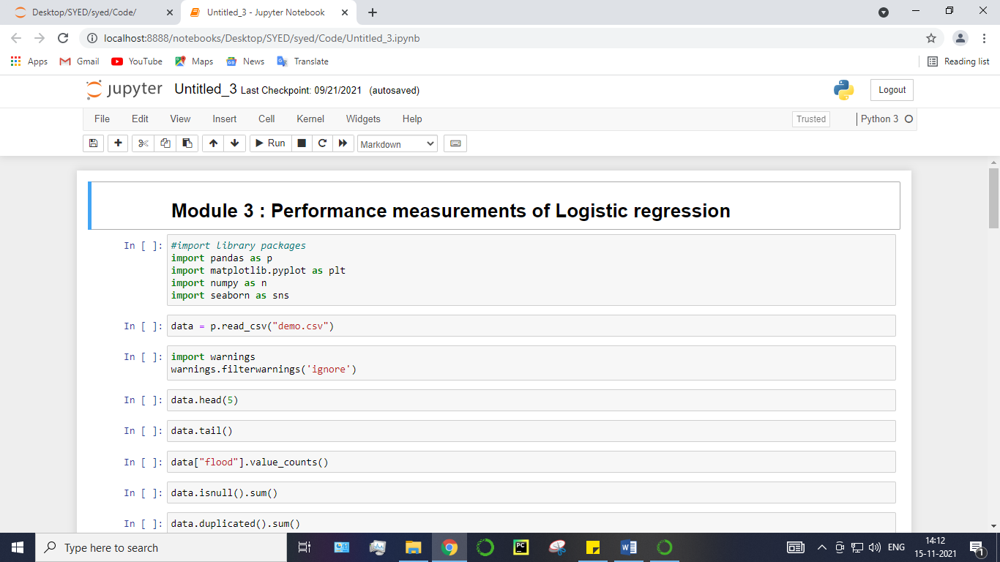 Desktop/SYED/syed/Code/
Untitled_3 - Jupyter Notebook
localhost:8888/notebooks/Desktop/SYED/syed/Code/Untitled_3.ipynb
Apps Gmail YouTube Maps News Translate Reading list
jupyter Untitled_3 Last Checkpoint: 09/21/2021 (autosaved) Logout
File Edit View Insert Cell Kernel Widgets Help Trusted Python 3
Run Markdown
Module 3 : Performance measurements of Logistic regression
In [ ]: #import library packages
import pandas as p
import matplotlib.pyplot as plt
import numpy as n
import seaborn as sns
In [ ]: data = p.read_csv("demo.csv")
In [ ]: import warnings
warnings.filterwarnings('ignore')
In [ ]: data.head(5)
In [ ]: data.tail()
In [ ]: data["flood"].value_counts()
In [ ]: data.isnull().sum()
In [ ]: data.duplicated().sum()
Type here to search
PC
W
ENG
14:12
15-11-2021
1